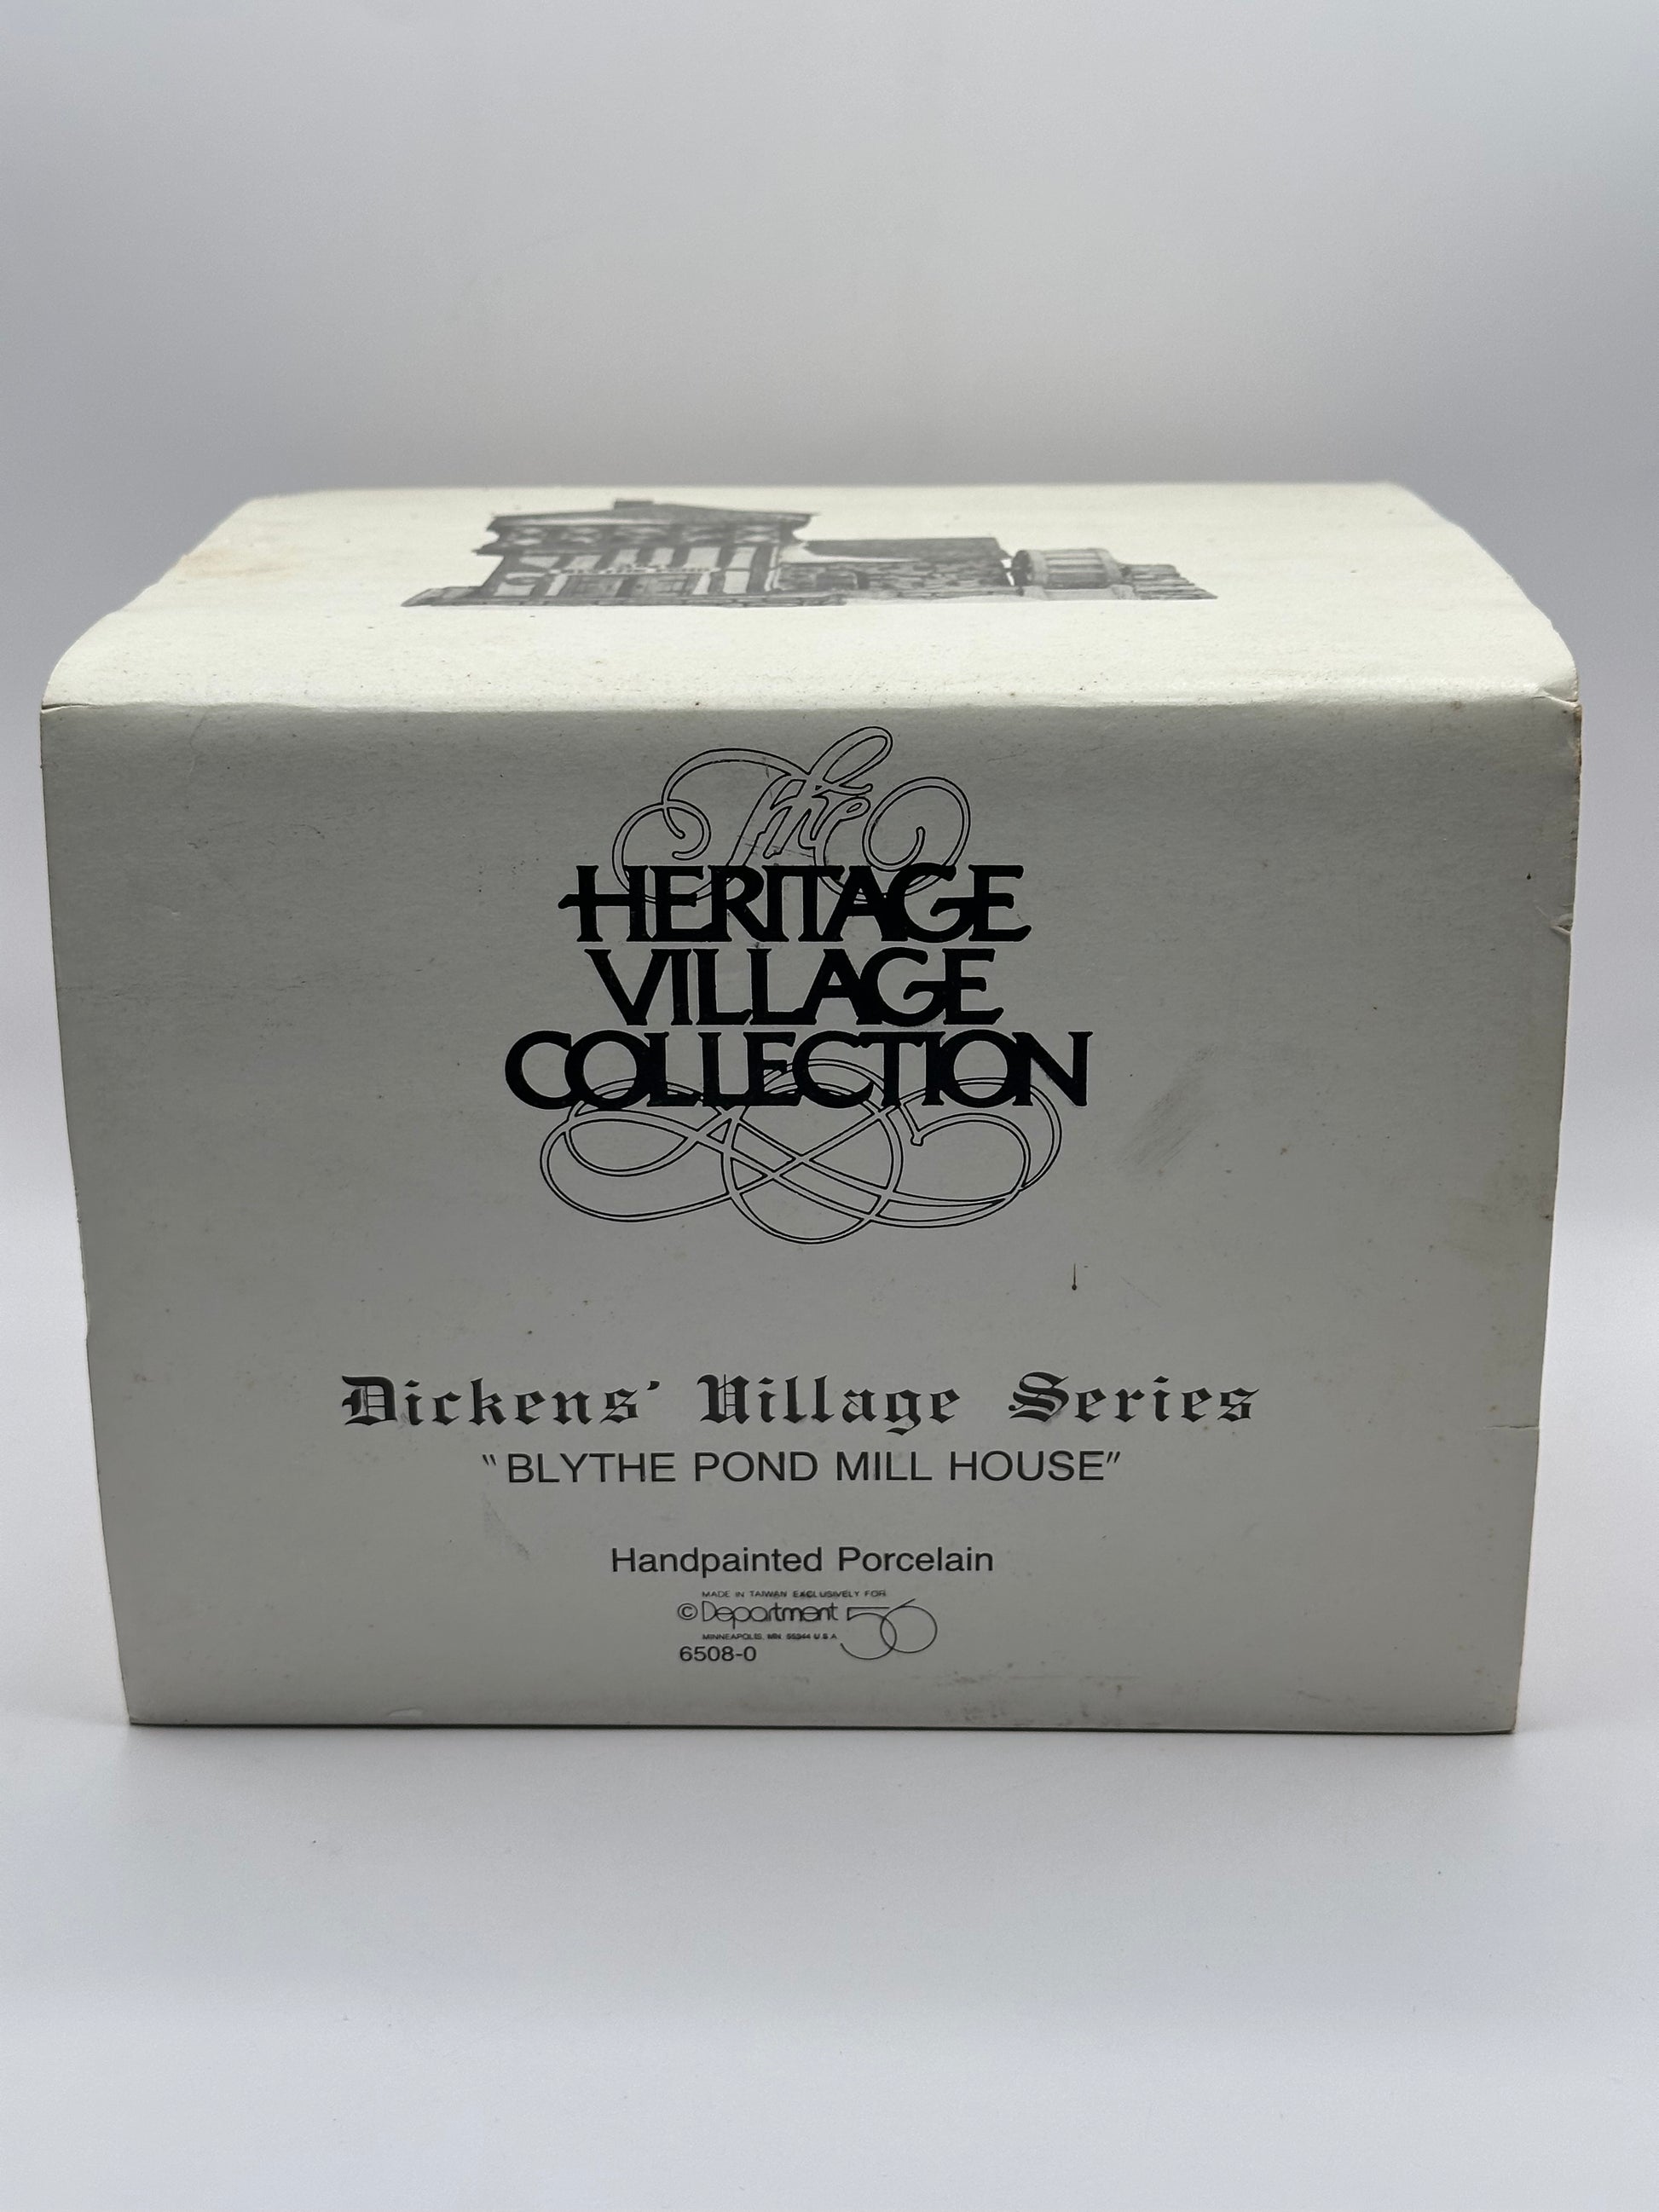 The
HERITAGE
VILLAGE
COLLECTION
Dickens' Village Series
"BLYTHE POND MILL HOUSE"
Handpainted Porcelain
MADE IN TAIWAN EXCLUSIVELY FOR
©Department 56
MINNEAPOLIS, MN 55344 U S A
6508-0